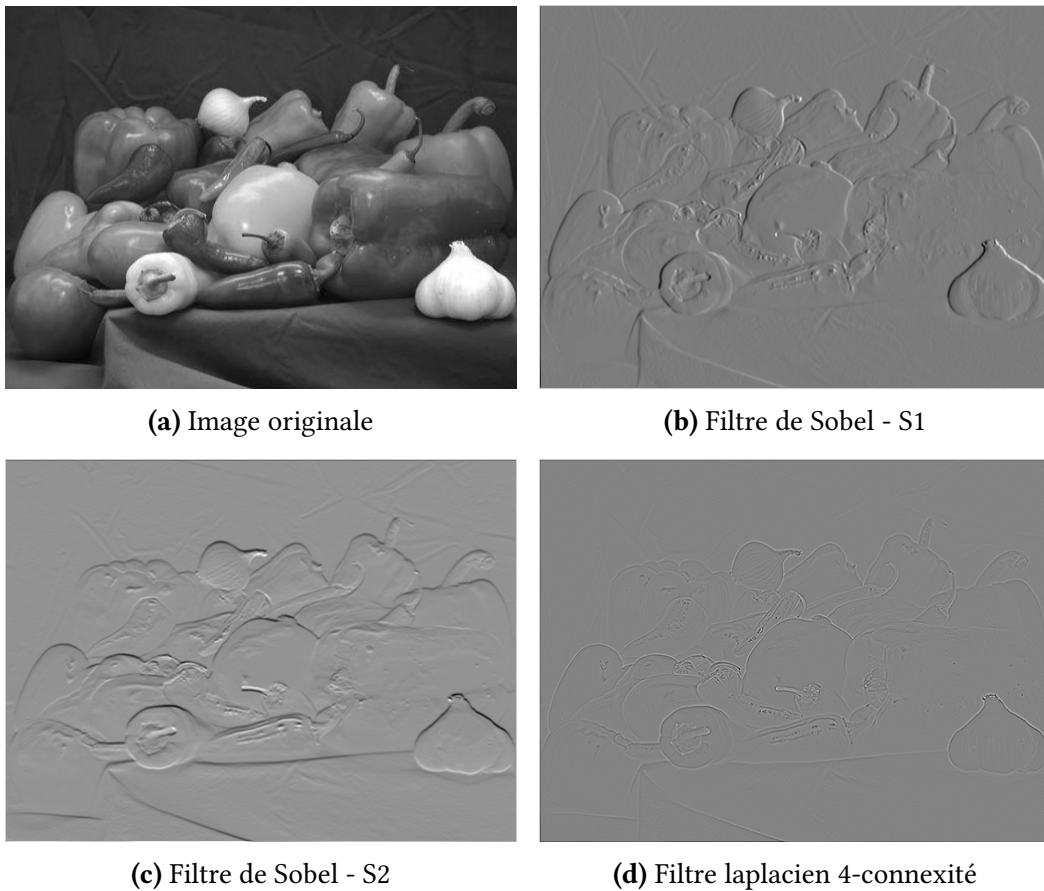 (a) Image originale
(b) Filtre de Sobel - S1
(c) Filtre de Sobel - S2
(d) Filtre laplacien 4-connexité